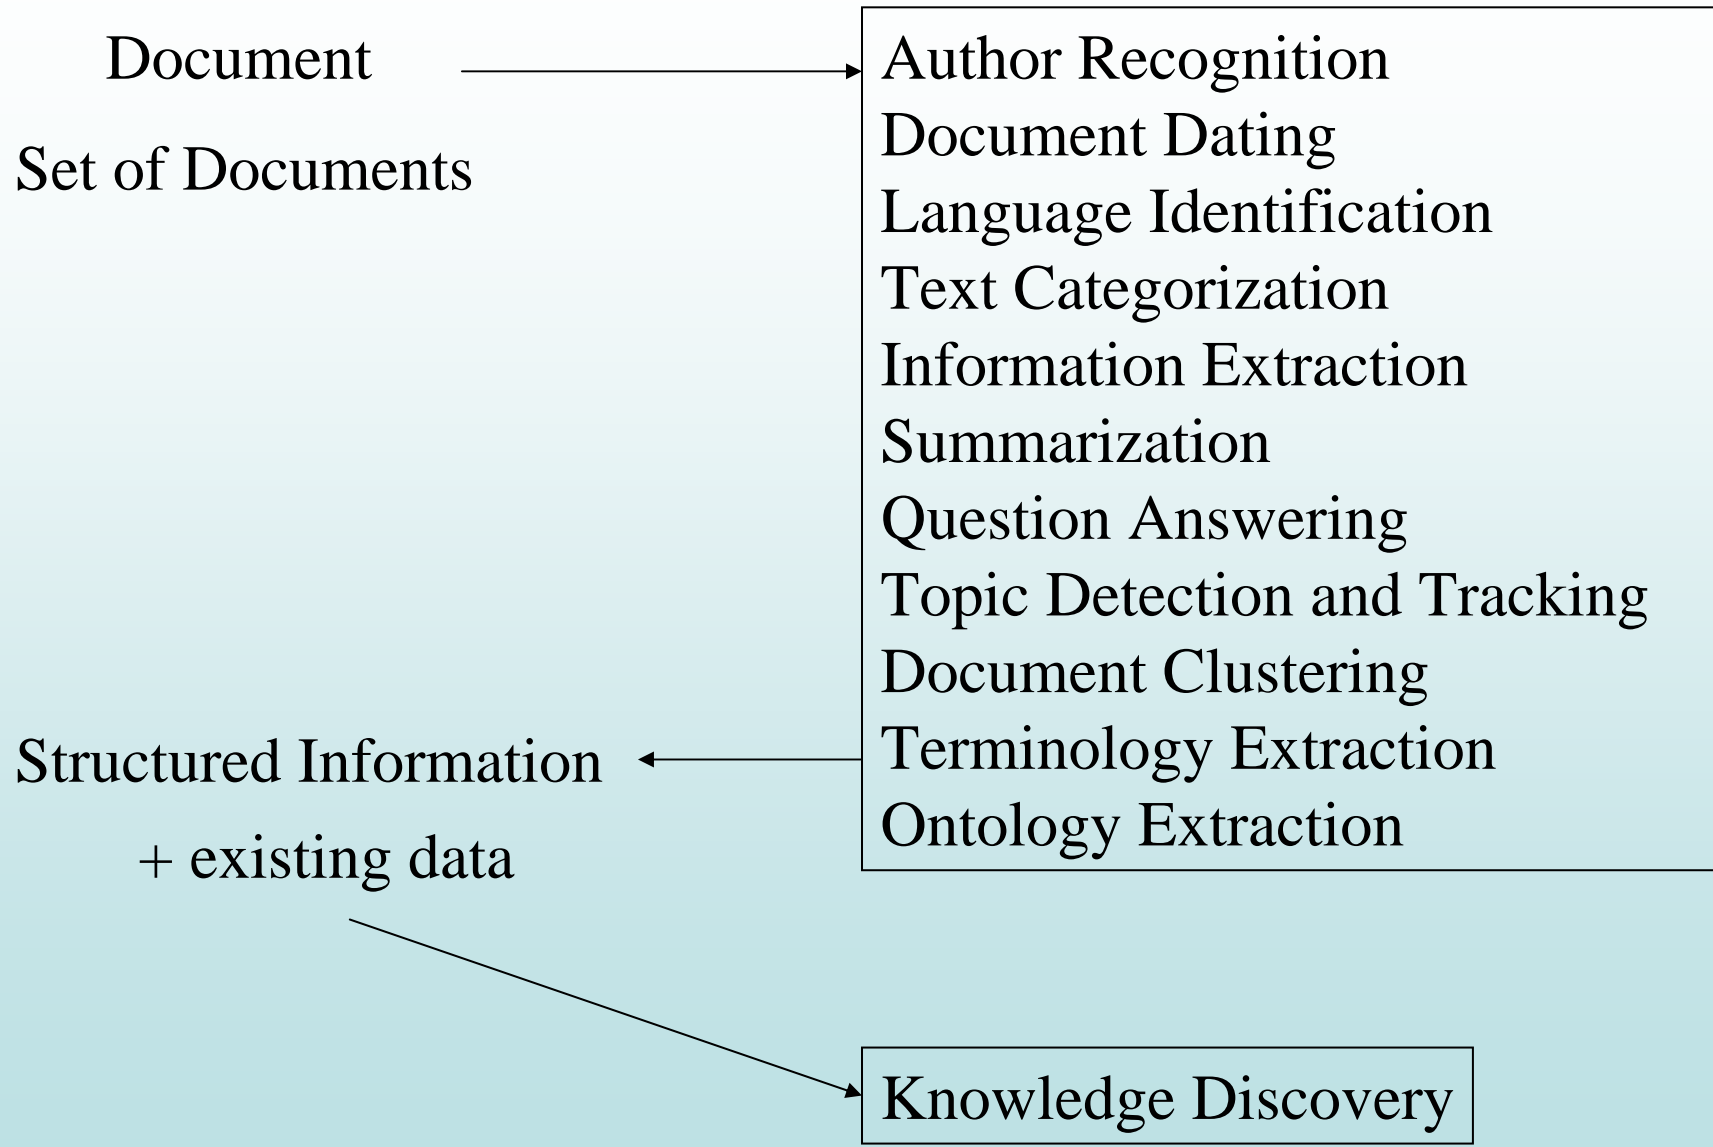 Document
Set of Documents
Author Recognition
Document Dating
Language Identification
Text Categorization
Information Extraction
Summarization
Question Answering
Topic Detection and Tracking
Document Clustering
Terminology Extraction
Ontology Extraction
Structured Information
+ existing data
Knowledge Discovery